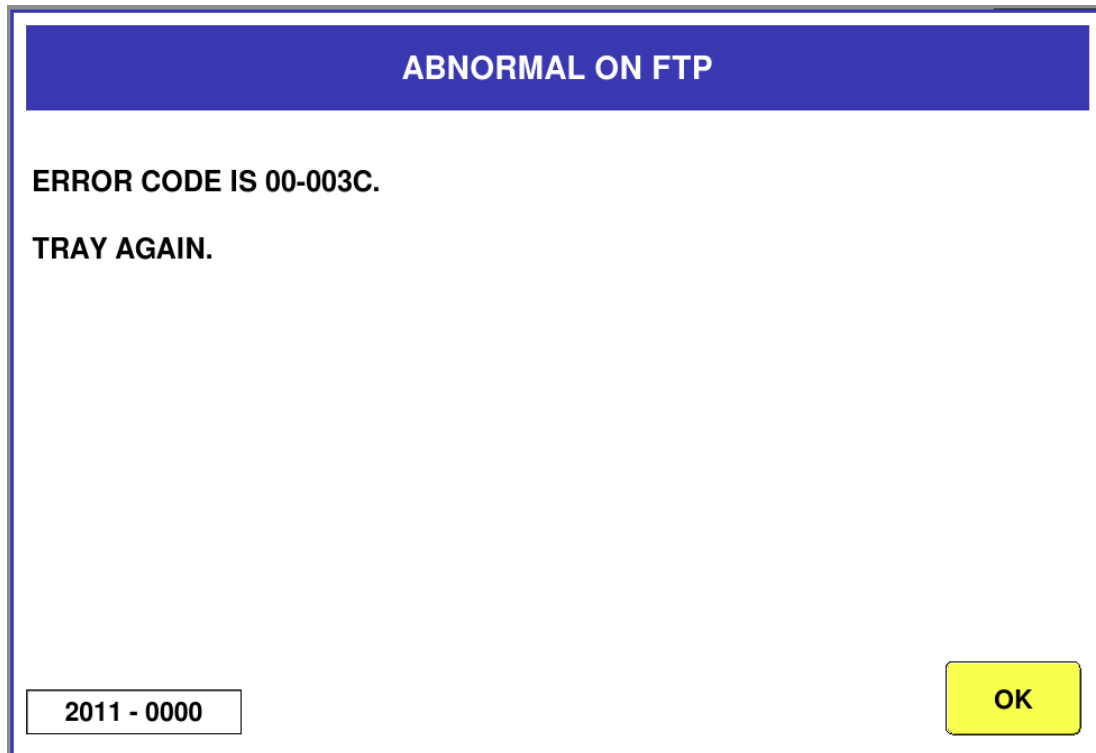 ABNORMAL ON FTP
ERROR CODE IS 00-003C.
TRAY AGAIN.
2011 - 0000
OK